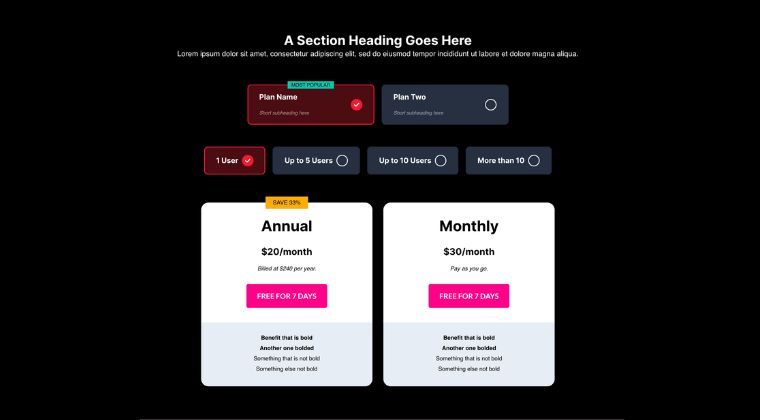 A Section Heading Goes Here
Lorem ipsum dolor sit amet, consectetur adipiscing elit, sed do eiusmod tempor incididunt ut labore et dolore magna aliqua.
MOST POPULAR
Plan Name
Short subheading here
Plan Two
Short subheading here
1 User
Up to 5 Users
Up to 10 Users
More than 10
SAVE 33%
Annual
$20/month
Billed at $240 per year.
FREE FOR 7 DAYS
Benefit that is bold
Another one bolded
Something that is not bold
Something else not bold
Monthly
$30/month
Pay as you go.
FREE FOR 7 DAYS
Benefit that is bold
Another one bolded
Something that is not bold
Something else not bold